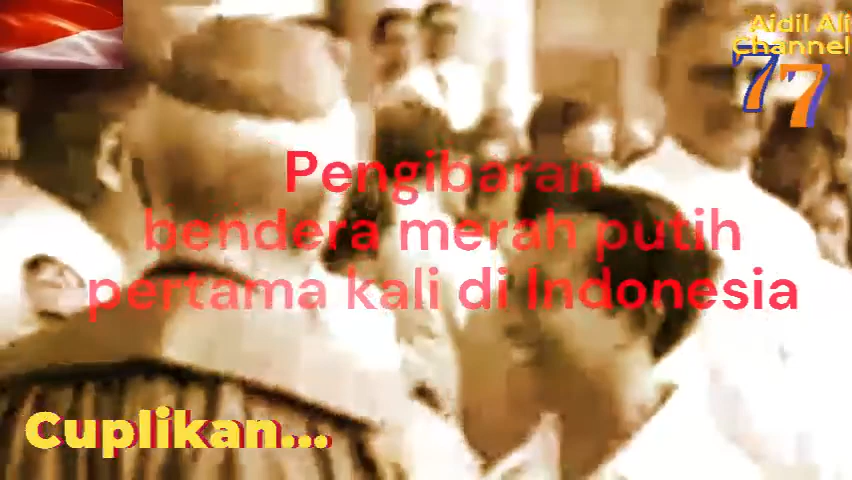 Aidil Ali
Channel
77
Pengibaran
bendera merah putih
pertama kali di Indonesia
Cuplikan...